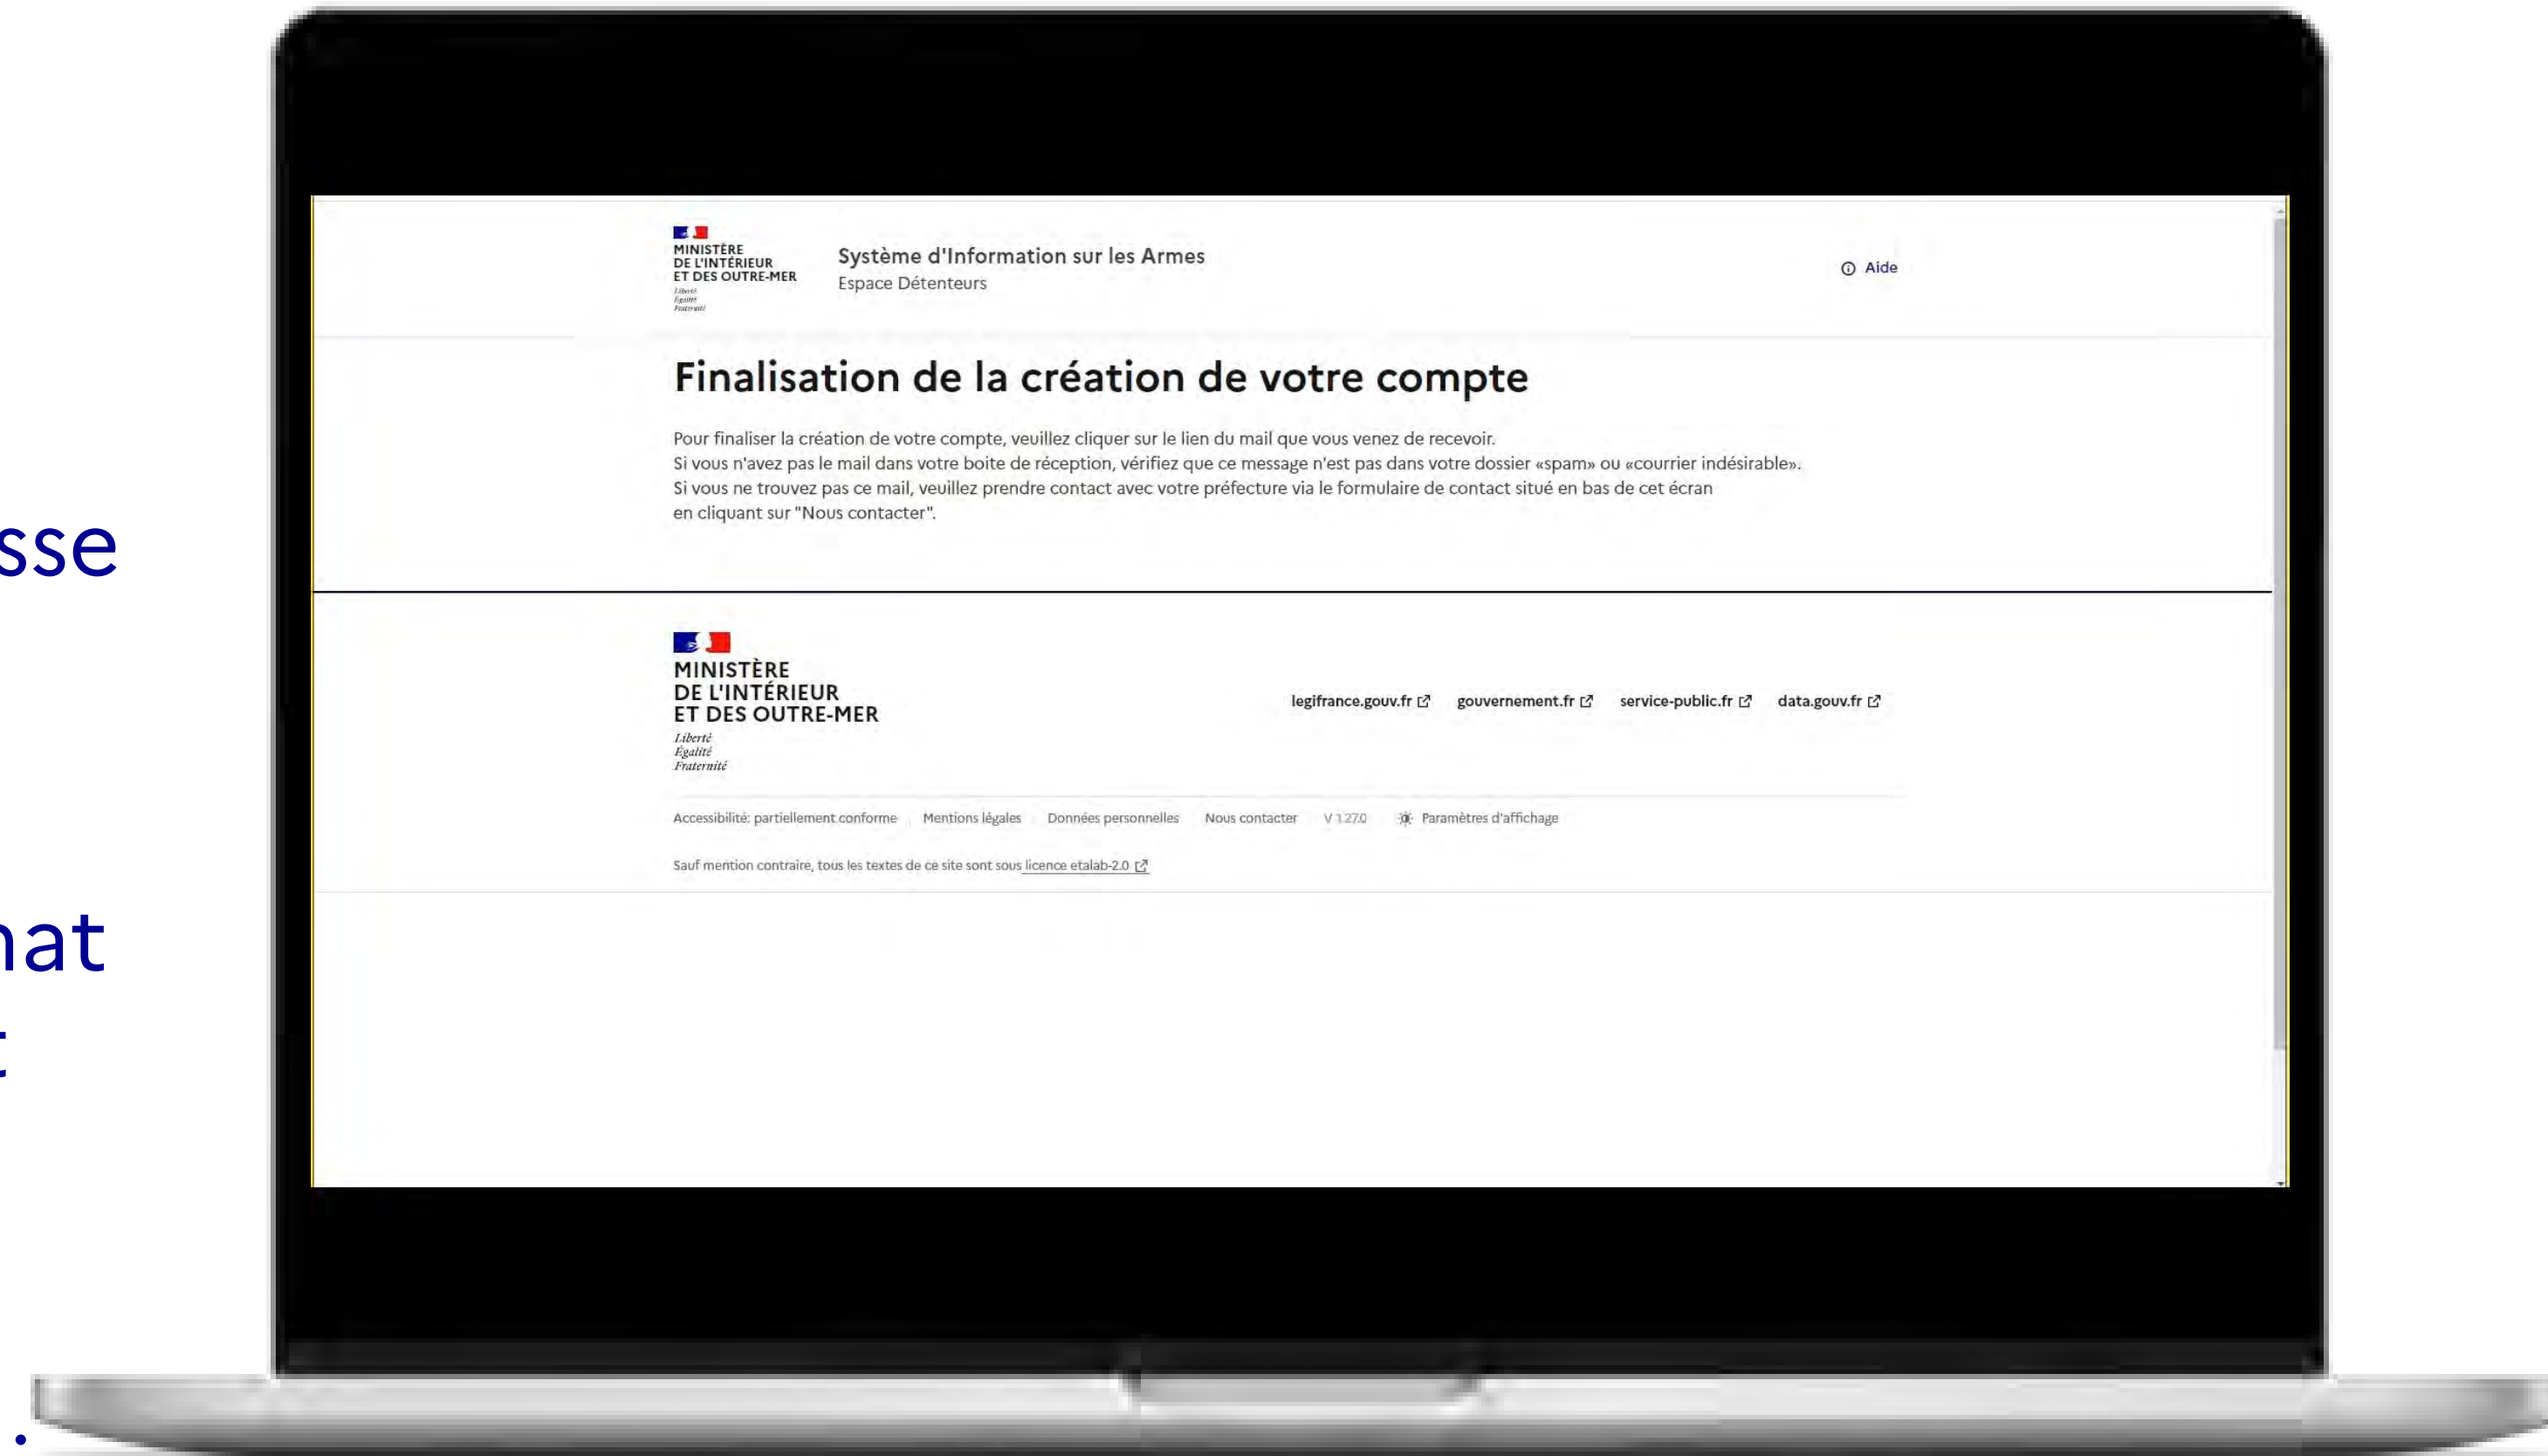 sse
nat
t
.
MINISTÈRE
DE L'INTÉRIEUR
ET DES OUTRE-MER
Liberté
Égalité
Fraternité
Système d'Information sur les Armes
Espace Détenteurs
Aide
Finalisation de la création de votre compte
Pour finaliser la création de votre compte, veuillez cliquer sur le lien du mail que vous venez de recevoir.
Si vous n'avez pas le mail dans votre boite de réception, vérifiez que ce message n'est pas dans votre dossier «spam» ou «courrier indésirable».
Si vous ne trouvez pas ce mail, veuillez prendre contact avec votre préfecture via le formulaire de contact situé en bas de cet écran
en cliquant sur "Nous contacter".
MINISTÈRE
DE L'INTÉRIEUR
ET DES OUTRE-MER
Liberté
Égalité
Fraternité
legifrance.gouv.fr gouvernement.fr service-public.fr data.gouv.fr
Accessibilité: partiellement conforme Mentions légales Données personnelles Nous contacter V 1.27.0 Paramètres d'affichage
Sauf mention contraire, tous les textes de ce site sont sous licence etalab-2.0